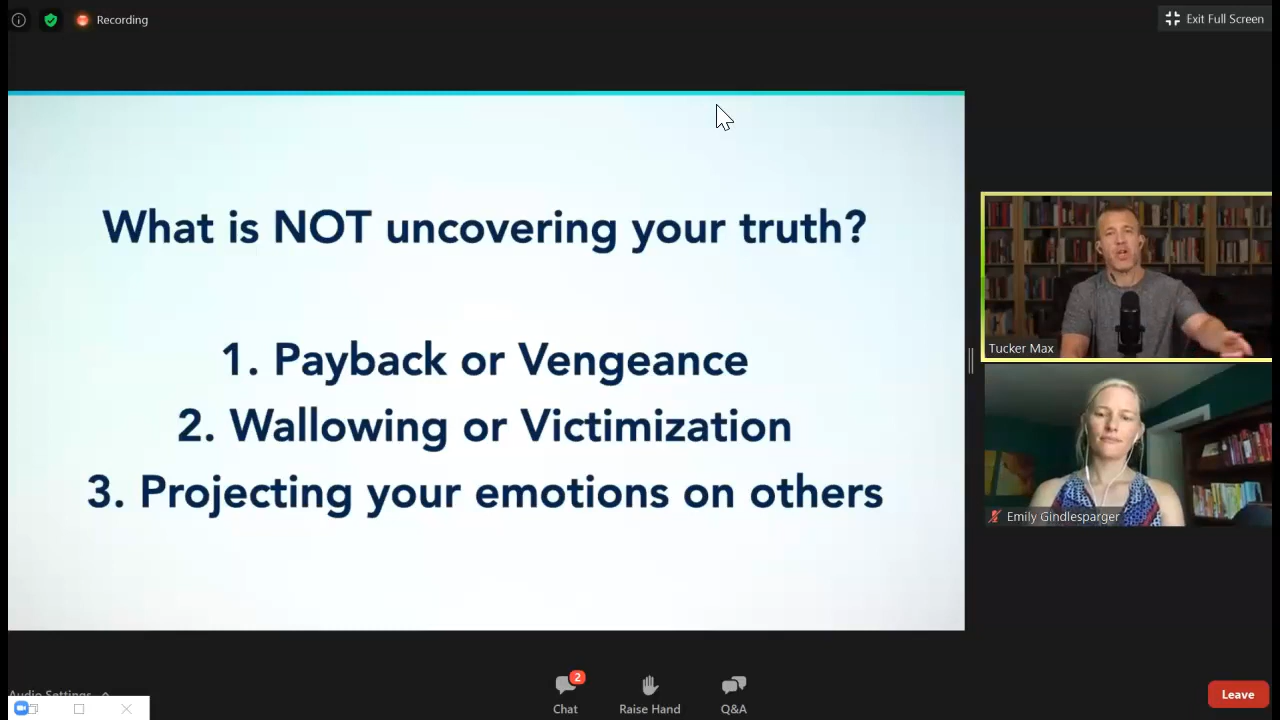 Recording
Exit Full Screen
What is NOT uncovering your truth?
1. Payback or Vengeance
2. Wallowing or Victimization
3. Projecting your emotions on others
Tucker Max
Emily Gindlesparger
Audio Settings
2
Chat
Raise Hand
Q&A
Leave